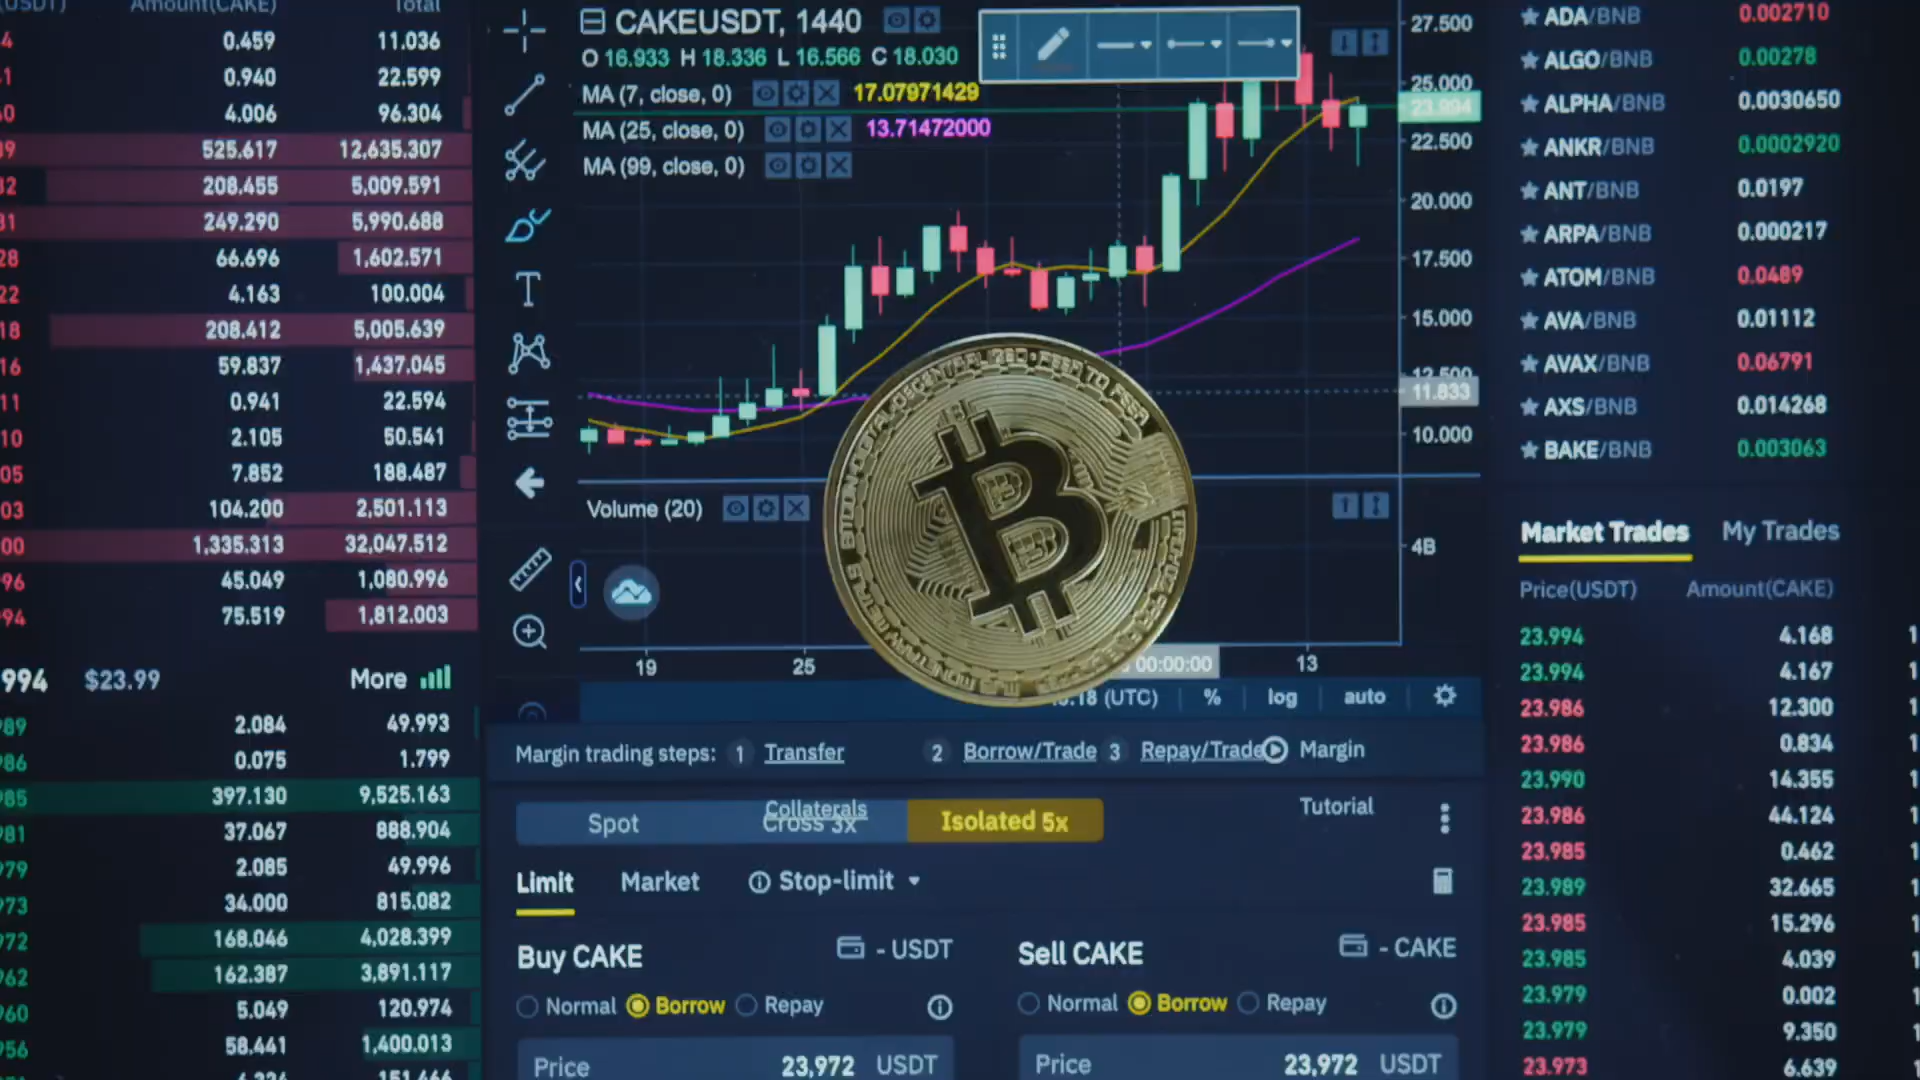 Amount(CAKE) Total
0.459 11.036
0.940 22.599
4.006 96.304
525.617 12,635.307
208.455 5,009.591
249.290 5,990.688
66.696 1,602.571
4.163 100.004
208.412 5,005.639
59.837 1,437.045
0.941 22.594
2.105 50.541
7.852 188.487
104.200 2,501.113
1,335.313 32,047.512
45.049 1,080.996
75.519 1,812.003
994 $23.99 More
2.084 49.993
0.075 1.799
397.130 9,525.163
37.067 888.904
2.085 49.996
34.000 815.082
168.046 4,028.399
162.387 3,891.117
5.049 120.974
58.441 1,400.013
CAKEUSDT, 1440
O 16.933 H 18.336 L 16.566 C 18.030
MA (7, close, 0) 17.07971429
MA (25, close, 0) 13.71472000
MA (99, close, 0)
27.500
25.000
23.994
22.500
20.000
17.500
15.000
12.500
11.833
10.000
Volume (20)
4B
19 25 00:00:00 13
(UTC) % log auto
Margin trading steps: 1 Transfer 2 Borrow/Trade 3 Repay/Trade Margin
Collaterals Tutorial
Spot Cross 3x Isolated 5x
Limit Market Stop-limit
Buy CAKE - USDT Sell CAKE - CAKE
Normal Borrow Repay Normal Borrow Repay
Price 23,972 USDT Price 23,972 USDT
ADA/BNB 0.002710
ALGO/BNB 0.00278
ALPHA/BNB 0.0030650
ANKR/BNB 0.0002920
ANT/BNB 0.0197
ARPA/BNB 0.000217
ATOM/BNB 0.0489
AVA/BNB 0.01112
AVAX/BNB 0.06791
AXS/BNB 0.014268
BAKE/BNB 0.003063
Market Trades My Trades
Price(USDT) Amount(CAKE)
23.994 4.168
23.994 4.167
23.986 12.300
23.986 0.834
23.990 14.355
23.986 44.124
23.985 0.462
23.989 32.665
23.985 15.296
23.985 4.039
23.979 0.002
23.979 9.350
23.973 6.639